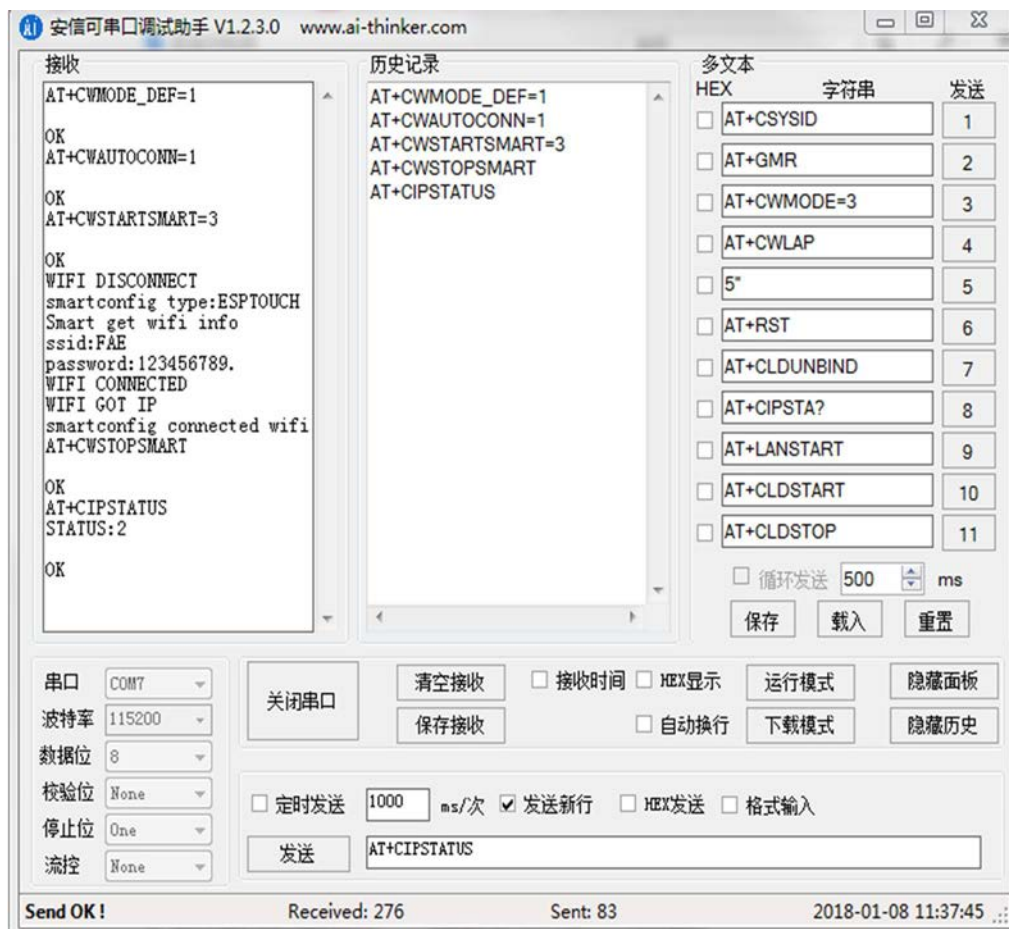 安信可串口调试助手 V1.2.3.0 www.ai-thinker.com
接收
AT+CWMODE_DEF=1
OK
AT+CWAUTOCONN=1
OK
AT+CWSTARTSMART=3
OK
WIFI DISCONNECT
smartconfig type:ESPTOUCH
Smart get wifi info
ssid:FAE
password:123456789.
WIFI CONNECTED
WIFI GOT IP
smartconfig connected wifi
AT+CWSTOPSMART
OK
AT+CIPSTATUS
STATUS:2
OK
历史记录
AT+CWMODE_DEF=1
AT+CWAUTOCONN=1
AT+CWSTARTSMART=3
AT+CWSTOPSMART
AT+CIPSTATUS
多文本
HEX 字符串 发送
AT+CSYSID 1
AT+GMR 2
AT+CWMODE=3 3
AT+CWLAP 4
5" 5
AT+RST 6
AT+CLDUNBIND 7
AT+CIPSTA? 8
AT+LANSTART 9
AT+CLDSTART 10
AT+CLDSTOP 11
循环发送 500 ms
保存 载入 重置
串口 COM7
波特率 115200
数据位 8
校验位 None
停止位 One
流控 None
关闭串口
清空接收 接收时间 HEX显示 运行模式 隐藏面板
保存接收 自动换行 下载模式 隐藏历史
定时发送 1000 ms/次 发送新行 HEX发送 格式输入
发送 AT+CIPSTATUS
Send OK ! Received: 276 Sent: 83 2018-01-08 11:37:45